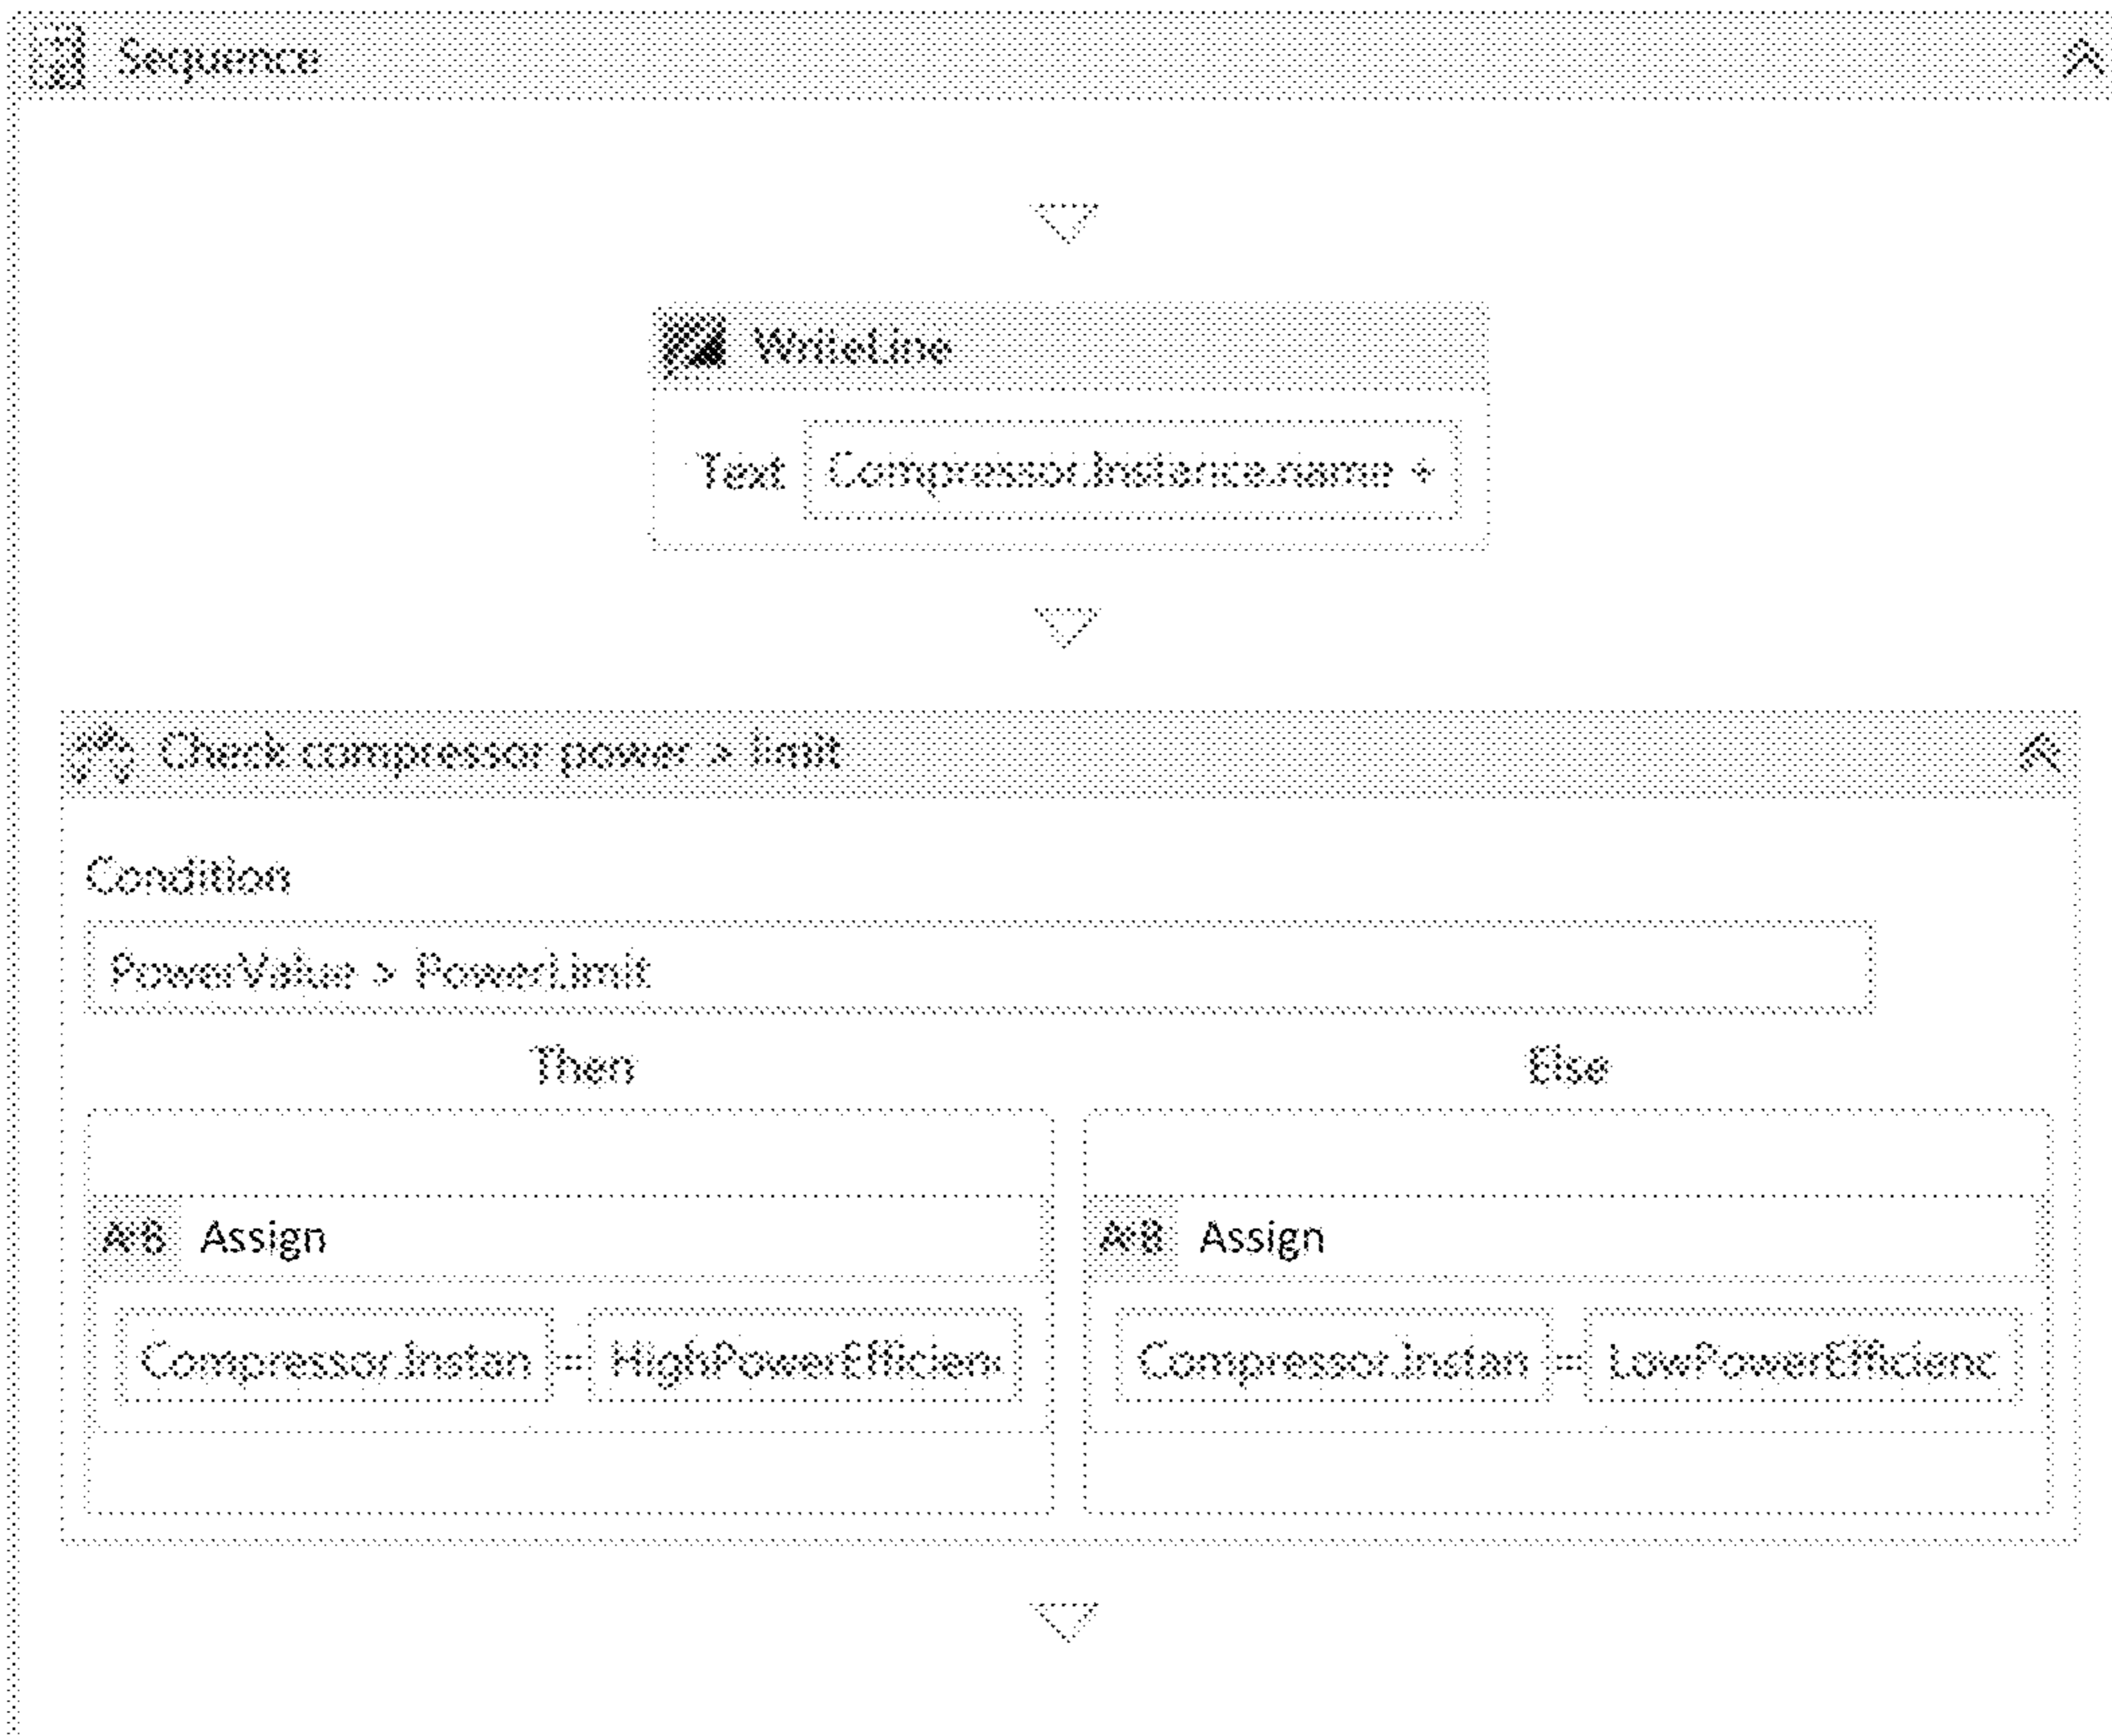 Sequence
WriteLine
Text Compressor.Instance.name +
Check compressor power > limit
Condition
PowerValue > PowerLimit
Then Else
A+B Assign A+B Assign
Compressor.Instan = HighPowerEfficien Compressor.Instan = LowPowerEfficienc